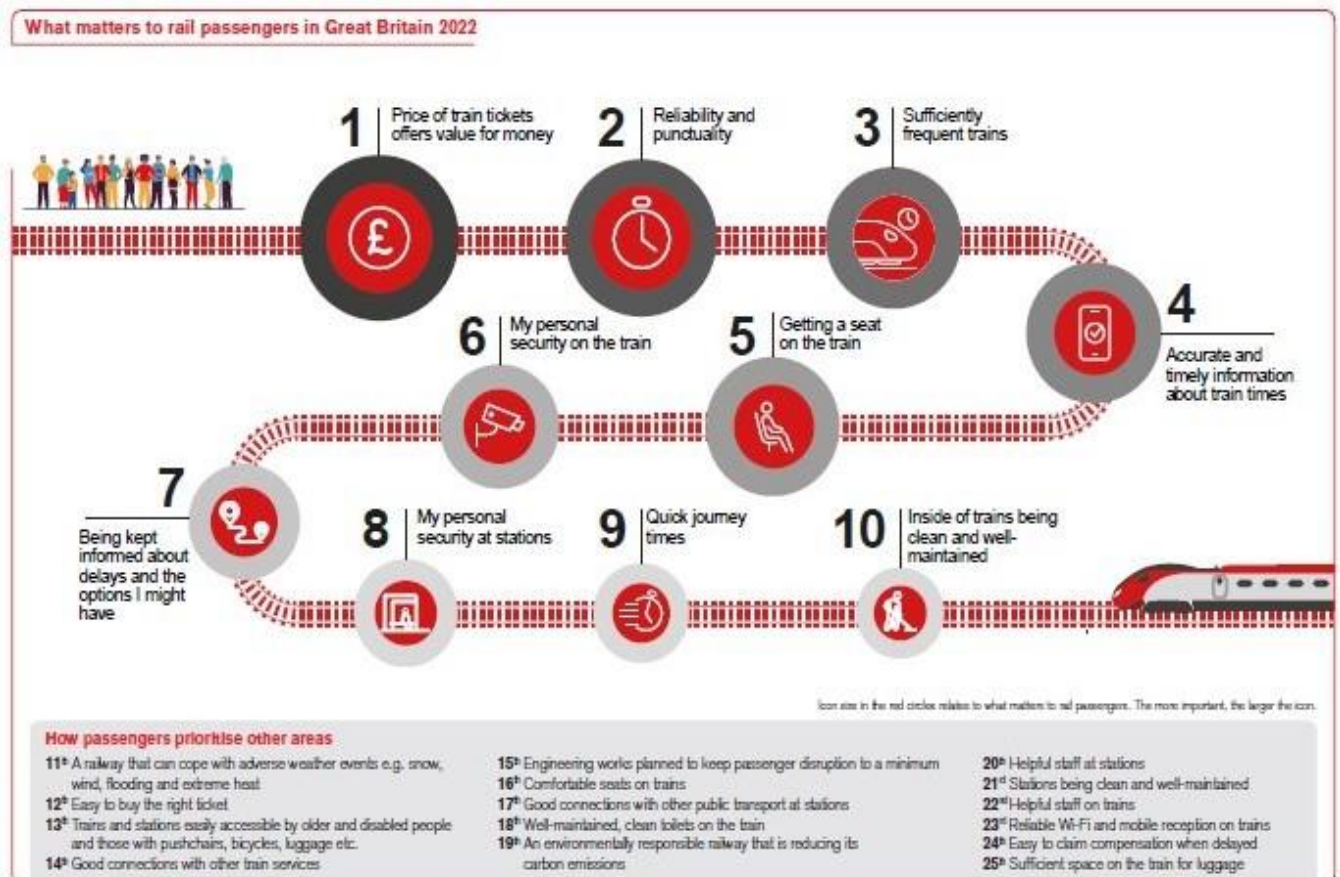 What matters to rail passengers in Great Britain 2022
1
Price of train tickets
offers value for money
2
Reliability and
punctuality
3
Sufficiently
frequent trains
£
4
Accurate and
timely information
about train times
5
Getting a seat
on the train
6
My personal
security on the train
7
Being kept
informed about
delays and the
options I might
have
8
My personal
security at stations
9
Quick journey
times
10
Inside of trains being
clean and well-
maintained
Icon size in the red circles relates to what matters to rail passengers. The more important, the larger the icon.
How passengers prioritise other areas
11th A railway that can cope with adverse weather events e.g. snow,
wind, flooding and extreme heat
12th Easy to buy the right ticket
13th Trains and stations easily accessible by older and disabled people
and those with pushchairs, bicycles, luggage etc.
14th Good connections with other train services
15th Engineering works planned to keep passenger disruption to a minimum
16th Comfortable seats on trains
17th Good connections with other public transport at stations
18th Well-maintained, clean toilets on the train
19th An environmentally responsible railway that is reducing its
carbon emissions
20th Helpful staff at stations
21st Stations being clean and well-maintained
22nd Helpful staff on trains
23rd Reliable Wi-Fi and mobile reception on trains
24th Easy to claim compensation when delayed
25th Sufficient space on the train for luggage